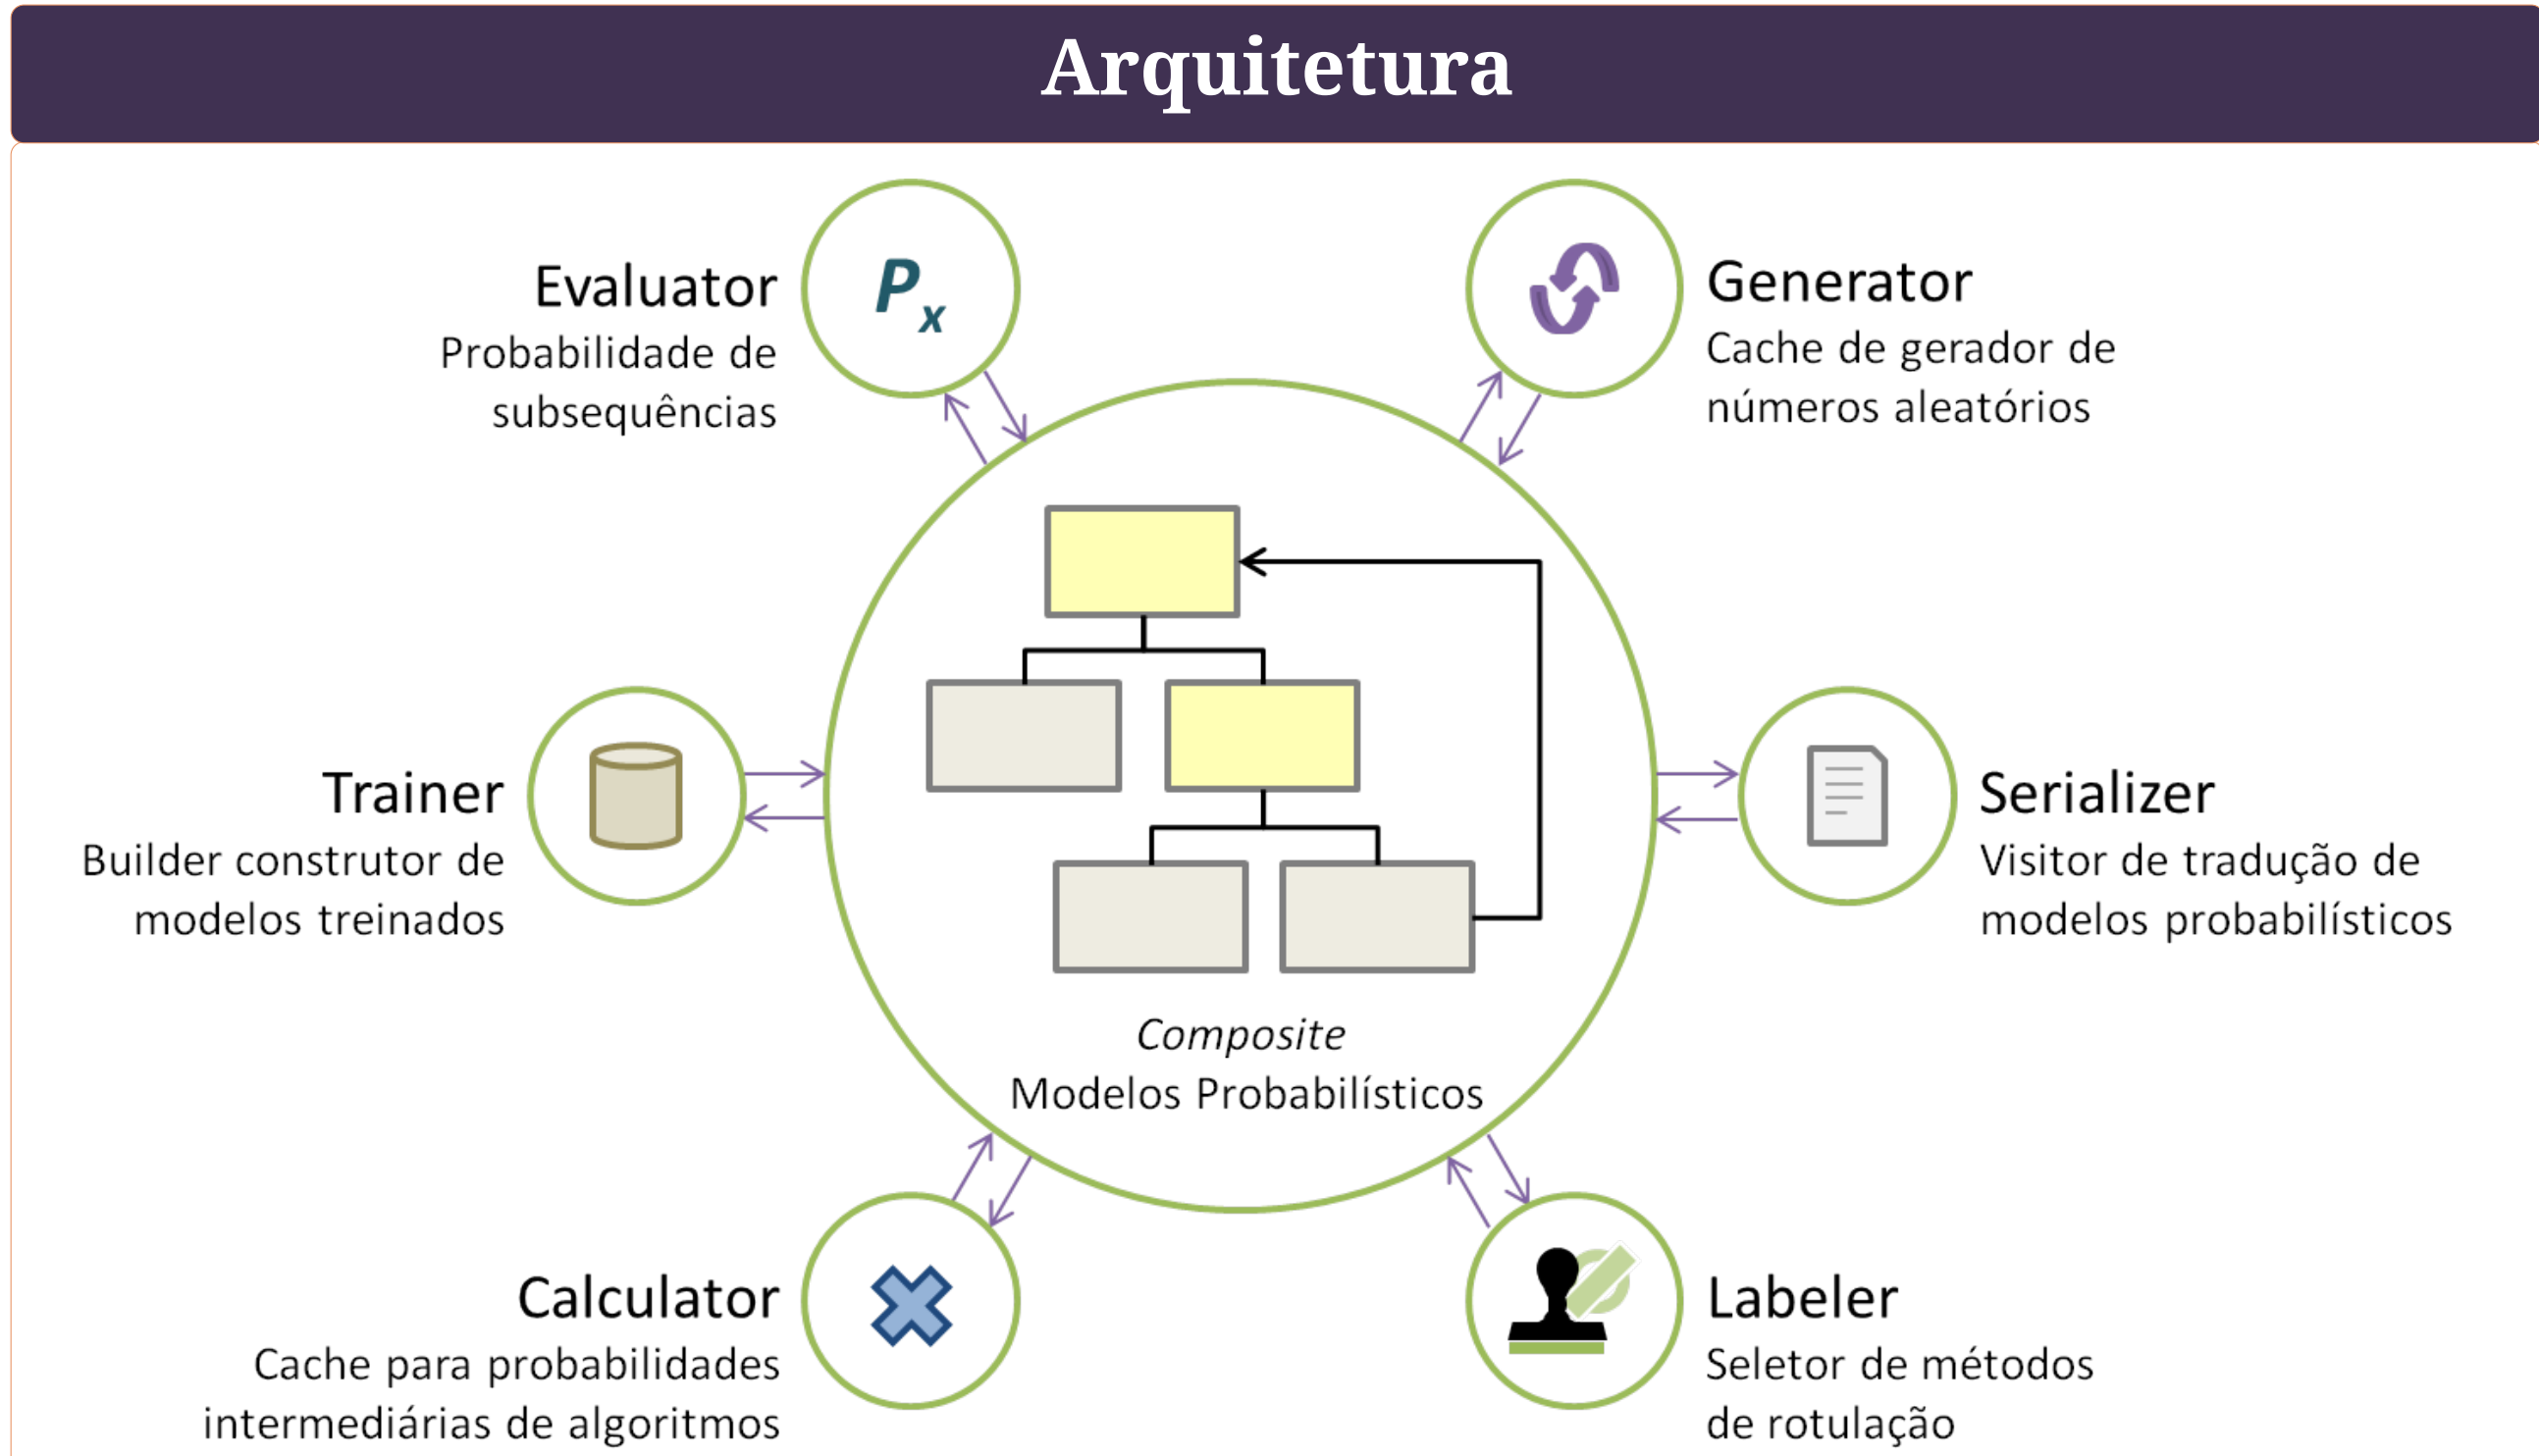 Arquitetura
Evaluator
Probabilidade de
subsequências
P x
Generator
Cache de gerador de
números aleatórios
Trainer
Builder construtor de
modelos treinados
Serializer
Visitor de tradução de
modelos probabilísticos
Composite
Modelos Probabilísticos
Calculator
Cache para probabilidades
intermediárias de algoritmos
Labeler
Seletor de métodos
de rotulação